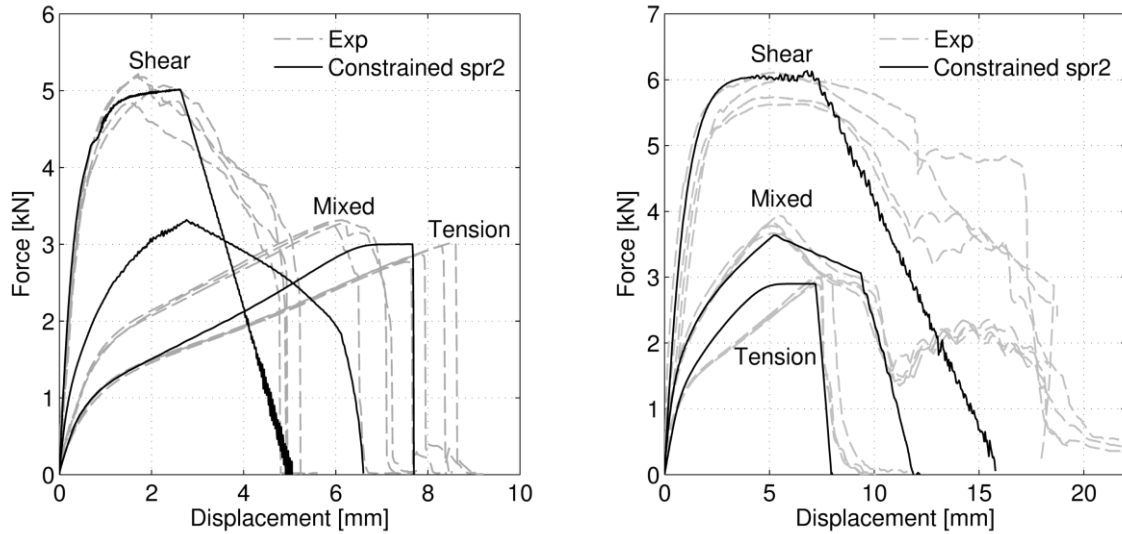 6
5
4
3
2
1
0
Force [kN]
0 2 4 6 8 10
Displacement [mm]
Exp
Constrained spr2
Shear
Mixed
Tension
7
6
5
4
3
2
1
0
Force [kN]
0 5 10 15 20
Displacement [mm]
Exp
Constrained spr2
Shear
Mixed
Tension